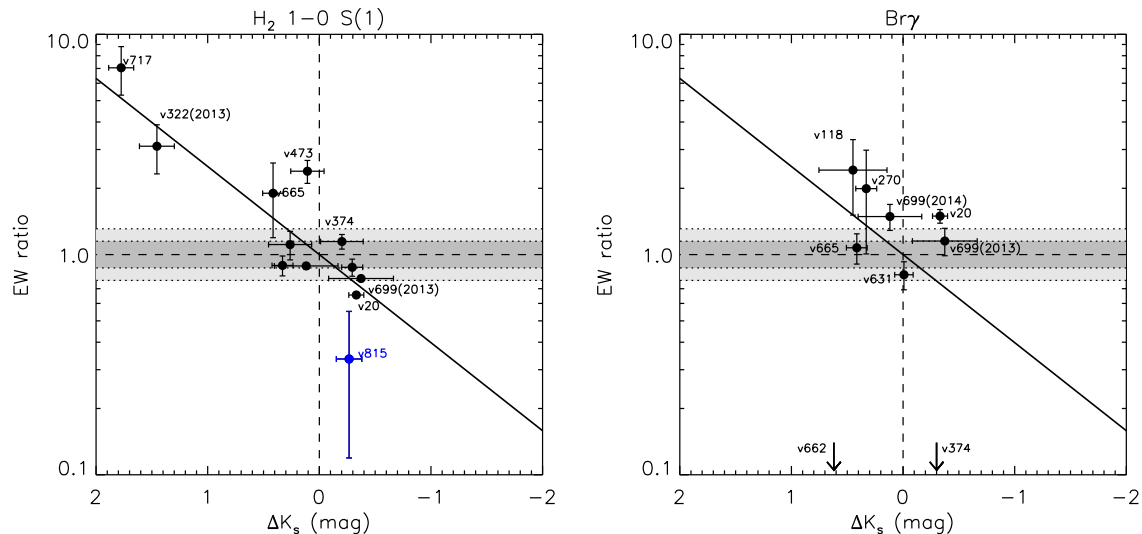 H₂ 1−0 S(1)
10.0
1.0
0.1
EW ratio
v717
v322(2013)
v473
v665
v374
v699(2013)
v20
v815
2 1 0 −1 −2
ΔKₛ (mag)
Brγ
10.0
1.0
0.1
EW ratio
v118
v270
v699(2014)
v20
v665
v699(2013)
v631
v662
v374
2 1 0 −1 −2
ΔKₛ (mag)